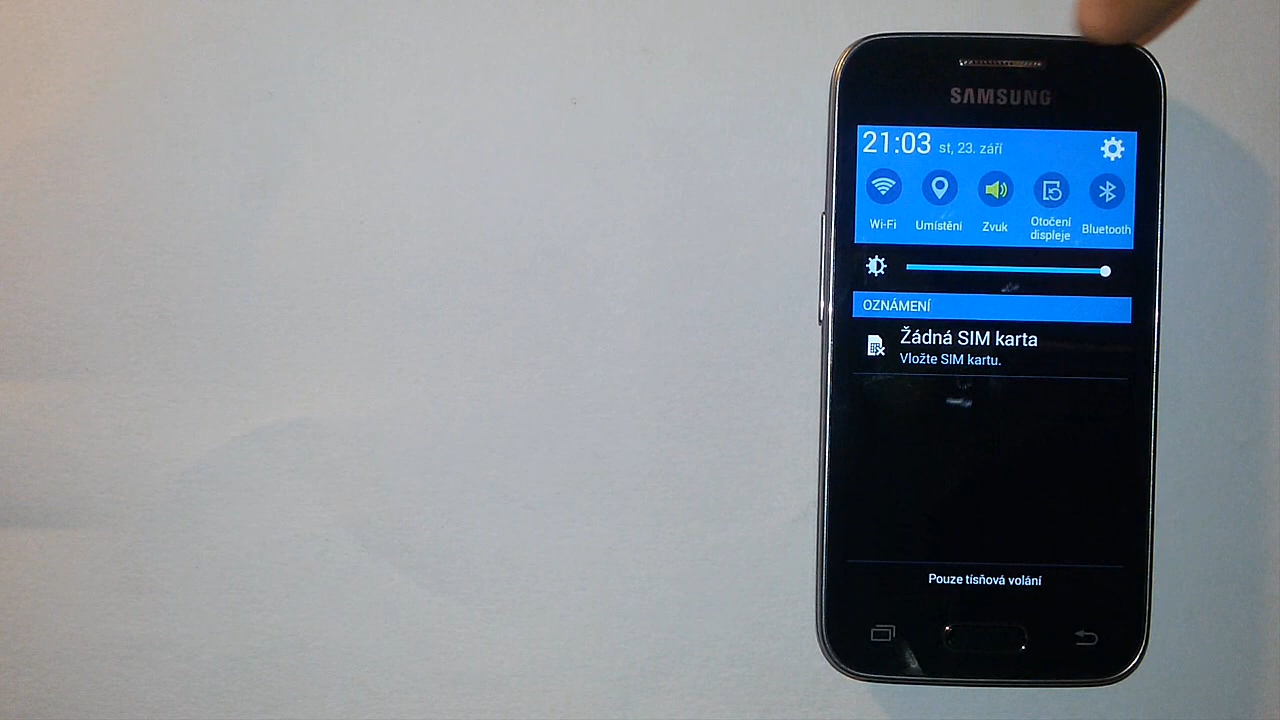 SAMSUNG
21:03 st, 23. září
Wi-Fi Umístění Zvuk Otočení displeje Bluetooth
OZNÁMENÍ
Žádná SIM karta
Vložte SIM kartu.
Pouze tísňová volání